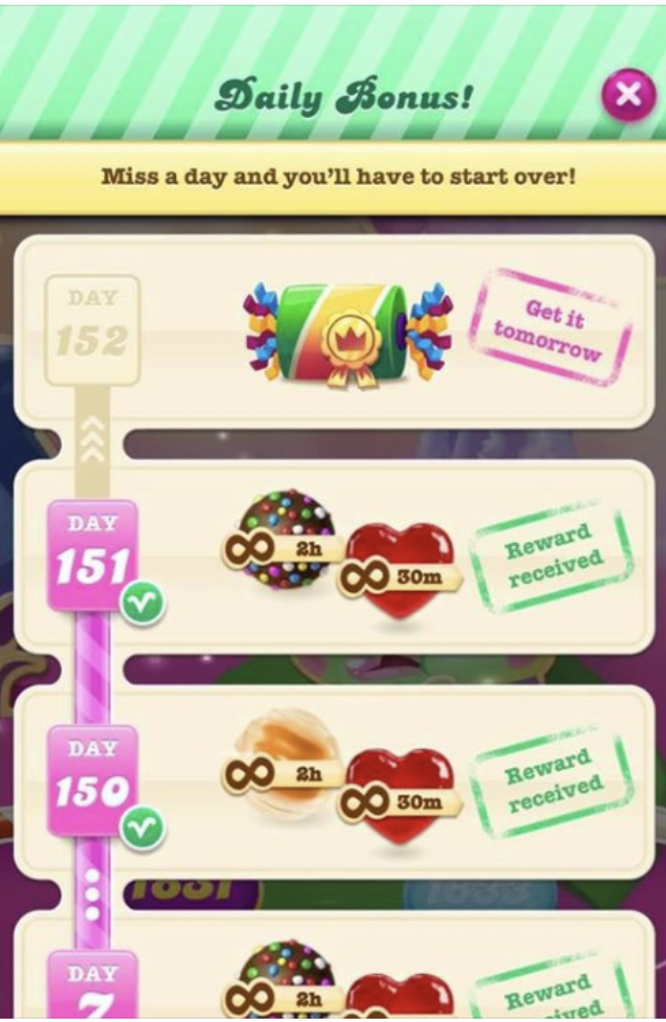 Daily Bonus!
Miss a day and you'll have to start over!
DAY
152
Get it
tomorrow
DAY
151
2h
30m
Reward
received
DAY
150
2h
30m
Reward
received
DAY
7
2h
Reward